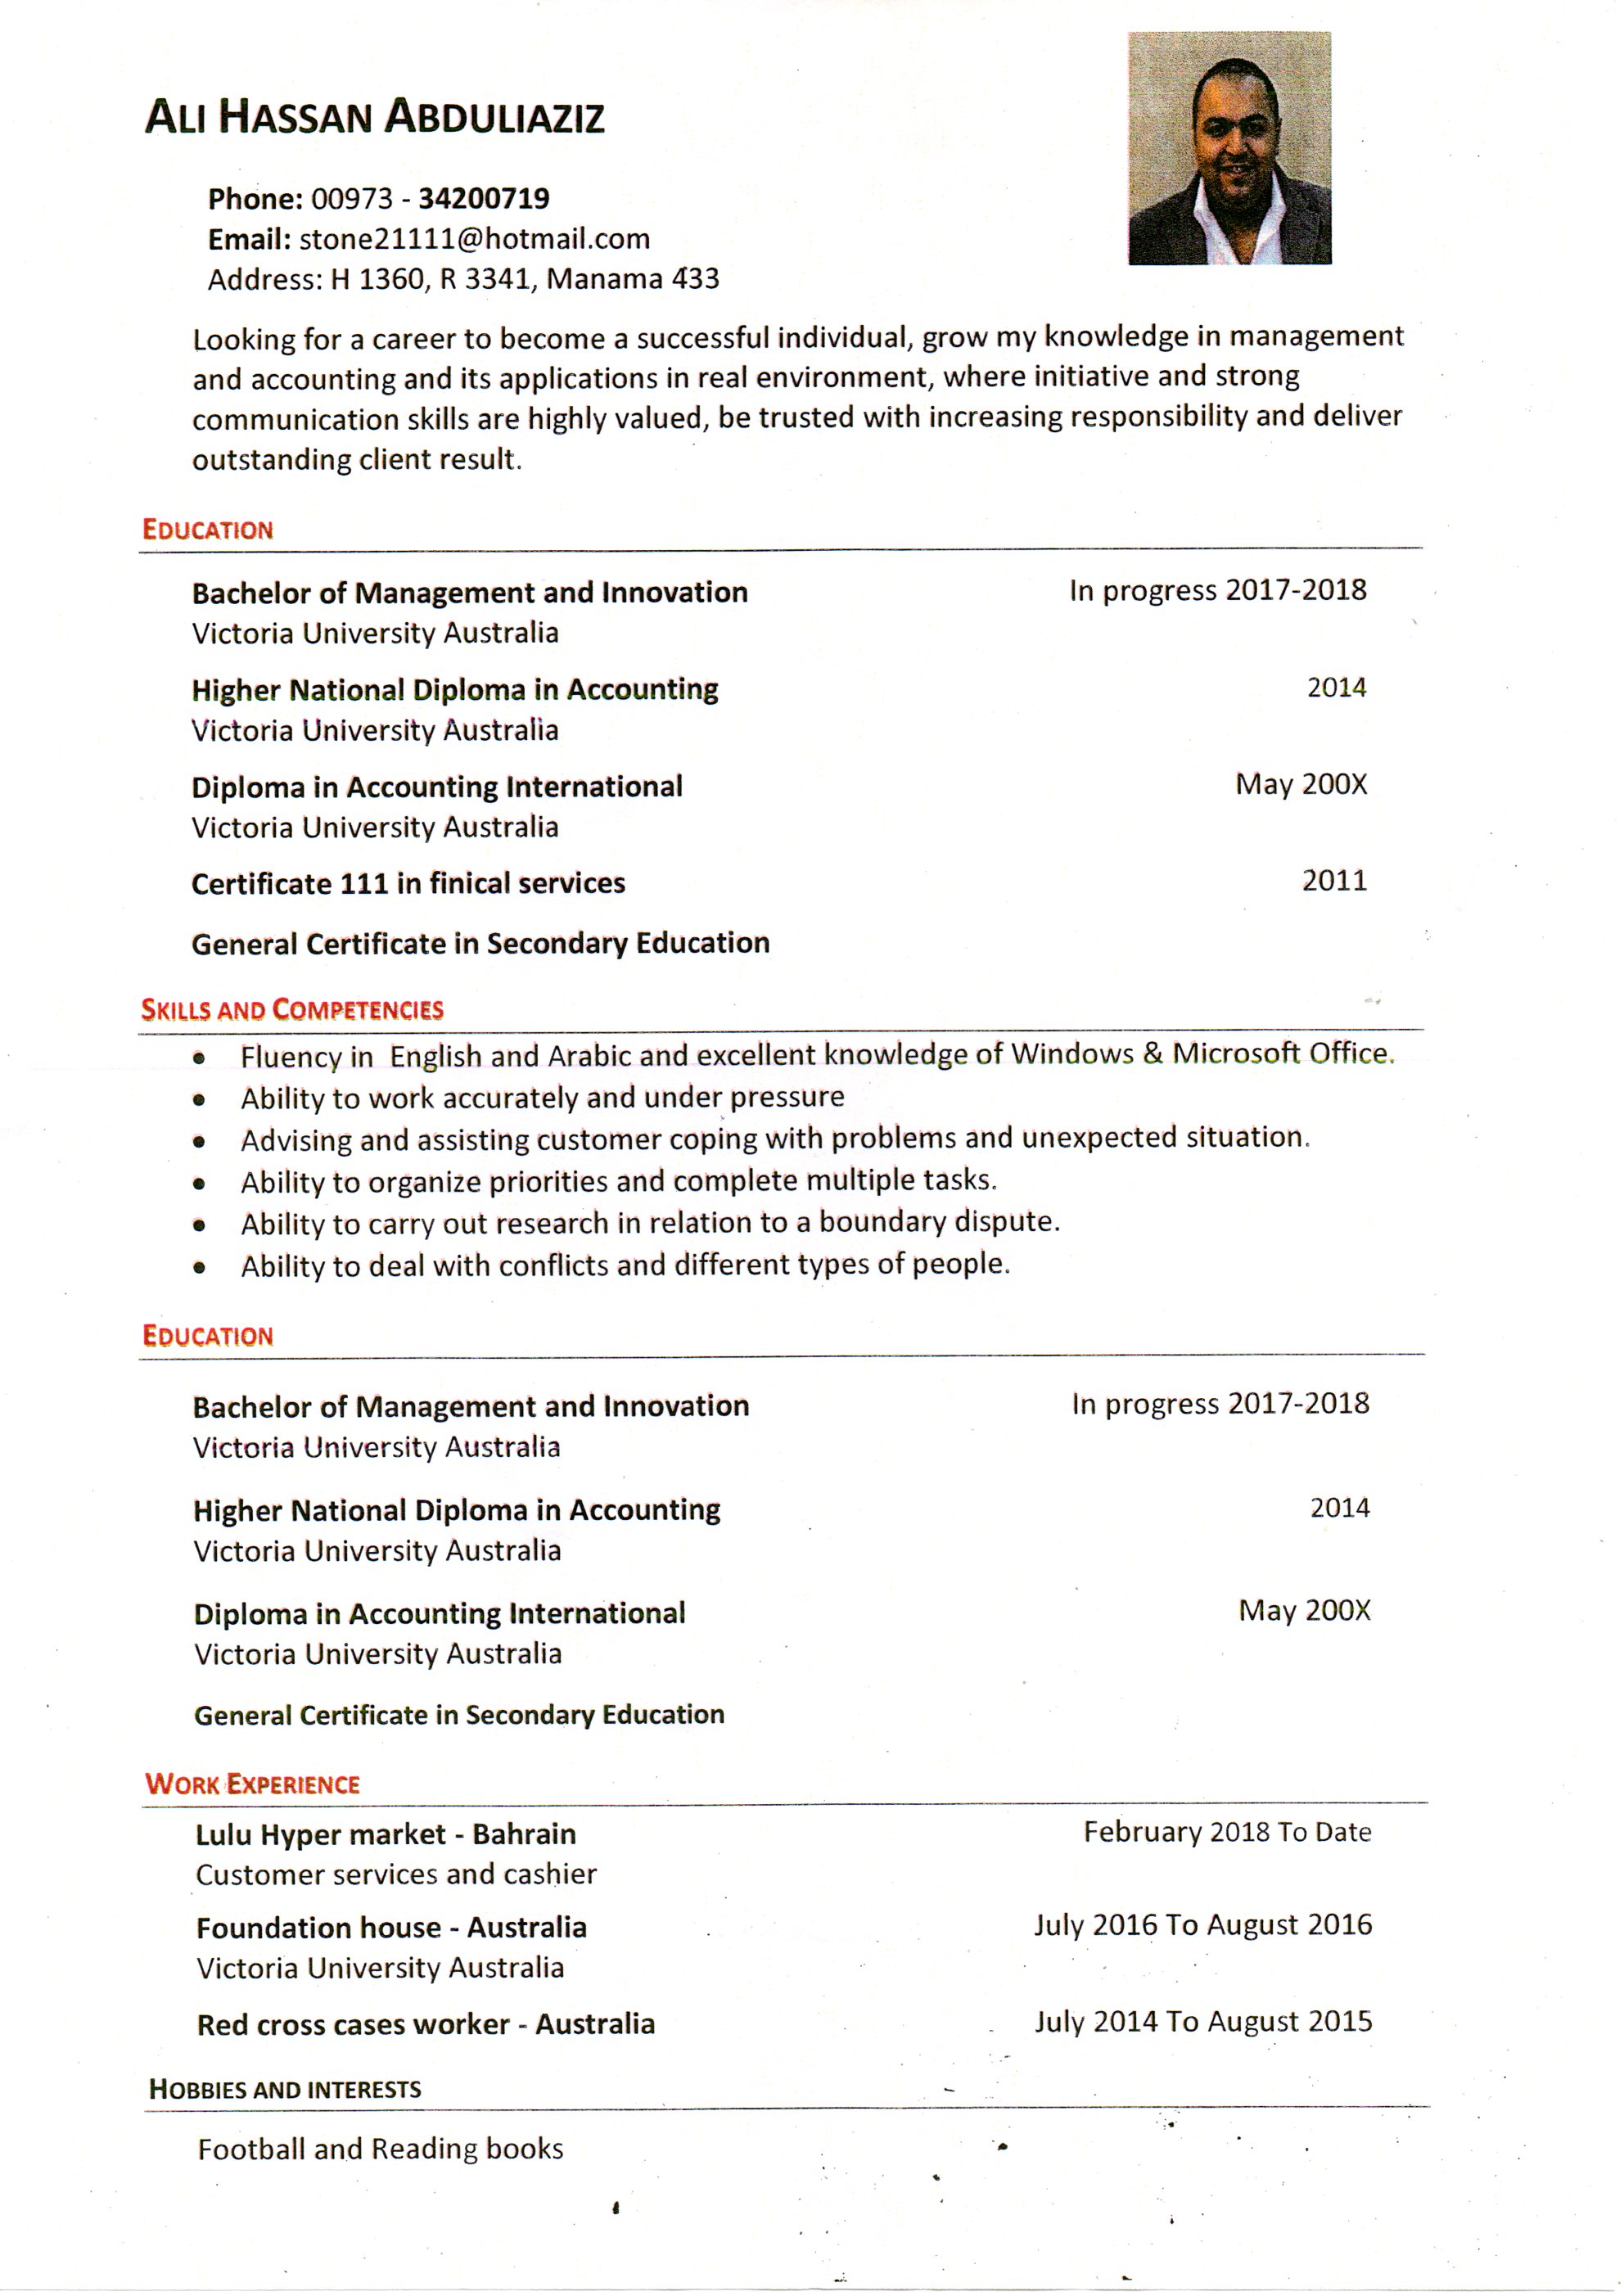 ALI HASSAN ABDULIAZIZ
Phone: 00973 - 34200719
Email: stone21111@hotmail.com
Address: H 1360, R 3341, Manama 433
Looking for a career to become a successful individual, grow my knowledge in management
and accounting and its applications in real environment, where initiative and strong
communication skills are highly valued, be trusted with increasing responsibility and deliver
outstanding client result.
EDUCATION
Bachelor of Management and Innovation In progress 2017-2018
Victoria University Australia
Higher National Diploma in Accounting 2014
Victoria University Australia
Diploma in Accounting International May 200X
Victoria University Australia
Certificate 111 in finical services 2011
General Certificate in Secondary Education
SKILLS AND COMPETENCIES
• Fluency in English and Arabic and excellent knowledge of Windows & Microsoft Office.
• Ability to work accurately and under pressure
• Advising and assisting customer coping with problems and unexpected situation.
• Ability to organize priorities and complete multiple tasks.
• Ability to carry out research in relation to a boundary dispute.
• Ability to deal with conflicts and different types of people.
EDUCATION
Bachelor of Management and Innovation In progress 2017-2018
Victoria University Australia
Higher National Diploma in Accounting 2014
Victoria University Australia
Diploma in Accounting International May 200X
Victoria University Australia
General Certificate in Secondary Education
WORK EXPERIENCE
Lulu Hyper market - Bahrain February 2018 To Date
Customer services and cashier
Foundation house - Australia July 2016 To August 2016
Victoria University Australia
Red cross cases worker - Australia July 2014 To August 2015
HOBBIES AND INTERESTS
Football and Reading books